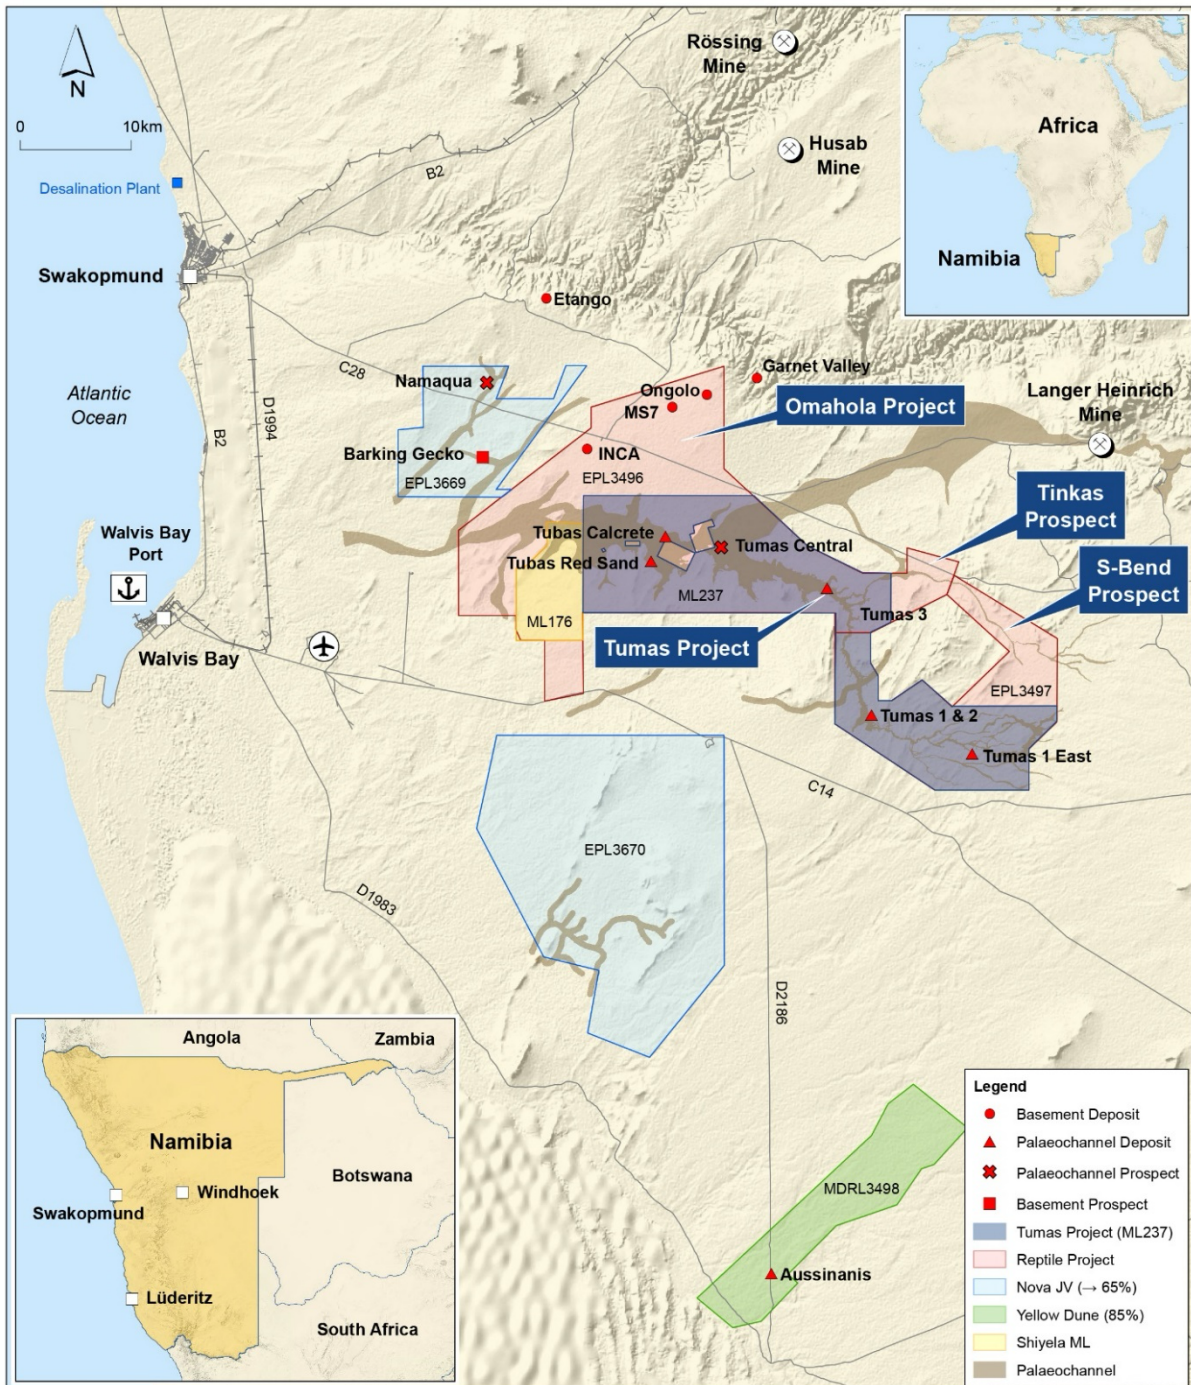 N
0 10km
Desalination Plant
Swakopmund
Atlantic
Ocean
B2
D1994
B2
C28
Rössing
Mine
Husab
Mine
Africa
Namibia
Etango
Namaqua
Barking Gecko
EPL3669
Garnet Valley
Ongolo
MS7
INCA
EPL3496
Omahola Project
Langer Heinrich
Mine
Tinkas
Prospect
S-Bend
Prospect
Walvis Bay
Port
Walvis Bay
Tubas Calcrete
Tubas Red Sand
Tumas Central
ML237
ML176
Tumas 3
Tumas Project
EPL3497
Tumas 1 & 2
Tumas 1 East
C14
D
EPL3670
D1983
D2186
MDRL3498
Aussinanis
Angola
Zambia
Namibia
Botswana
Windhoek
Swakopmund
Lüderitz
South Africa
Legend
Basement Deposit
Palaeochannel Deposit
Palaeochannel Prospect
Basement Prospect
Tumas Project (ML237)
Reptile Project
Nova JV (→ 65%)
Yellow Dune (85%)
Shiyela ML
Palaeochannel